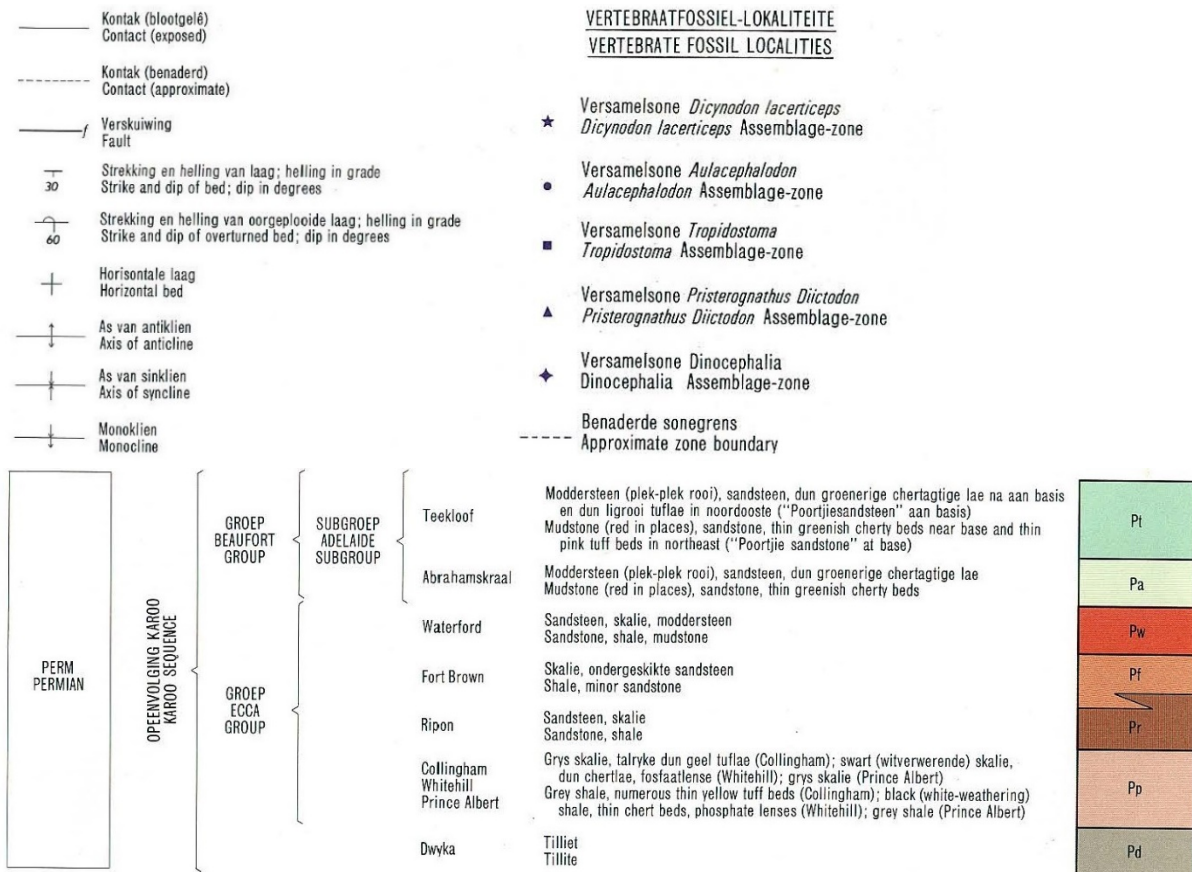 Kontak (blootgelê)
Contact (exposed)
Kontak (benaderd)
Contact (approximate)
f
Verskuiwing
Fault
30
Strekking en helling van laag; helling in grade
Strike and dip of bed; dip in degrees
60
Strekking en helling van oorgeplooide laag; helling in grade
Strike and dip of overturned bed; dip in degrees
Horisontale laag
Horizontal bed
As van antiklien
Axis of anticline
As van sinklien
Axis of syncline
Monoklien
Monocline
VERTEBRAATFOSSIEL-LOKALITEITE
VERTEBRATE FOSSIL LOCALITIES
Versamelsone Dicynodon lacerticeps
Dicynodon lacerticeps Assemblage-zone
Versamelsone Aulacephalodon
Aulacephalodon Assemblage-zone
Versamelsone Tropidostoma
Tropidostoma Assemblage-zone
Versamelsone Pristerognathus Diictodon
Pristerognathus Diictodon Assemblage-zone
Versamelsone Dinocephalia
Dinocephalia Assemblage-zone
Benaderde sonegrens
Approximate zone boundary
PERM
PERMIAN
OPEENVOLGING KAROO
KAROO SEQUENCE
GROEP
BEAUFORT
GROUP
SUBGROEP
ADELAIDE
SUBGROUP
Teekloof
Moddersteen (plek-plek rooi), sandsteen, dun groenerige chertagtige lae na aan basis
en dun ligrooi tuflae in noordooste ("Poortjiesandsteen" aan basis)
Mudstone (red in places), sandstone, thin greenish cherty beds near base and thin
pink tuff beds in northeast ("Poortjie sandstone" at base)
Pt
Abrahamskraal
Moddersteen (plek-plek rooi), sandsteen, dun groenerige chertagtige lae
Mudstone (red in places), sandstone, thin greenish cherty beds
Pa
GROEP
ECCA
GROUP
Waterford
Sandsteen, skalie, moddersteen
Sandstone, shale, mudstone
Pw
Fort Brown
Skalie, ondergeskikte sandsteen
Shale, minor sandstone
Pf
Ripon
Sandsteen, skalie
Sandstone, shale
Pr
Collingham
Whitehill
Prince Albert
Grys skalie, talryke dun geel tuflae (Collingham); swart (witverwerende) skalie,
dun chertlae, fosfaatlense (Whitehill); grys skalie (Prince Albert)
Grey shale, numerous thin yellow tuff beds (Collingham); black (white-weathering)
shale, thin chert beds, phosphate lenses (Whitehill); grey shale (Prince Albert)
Pp
Dwyka
Tilliet
Tillite
Pd